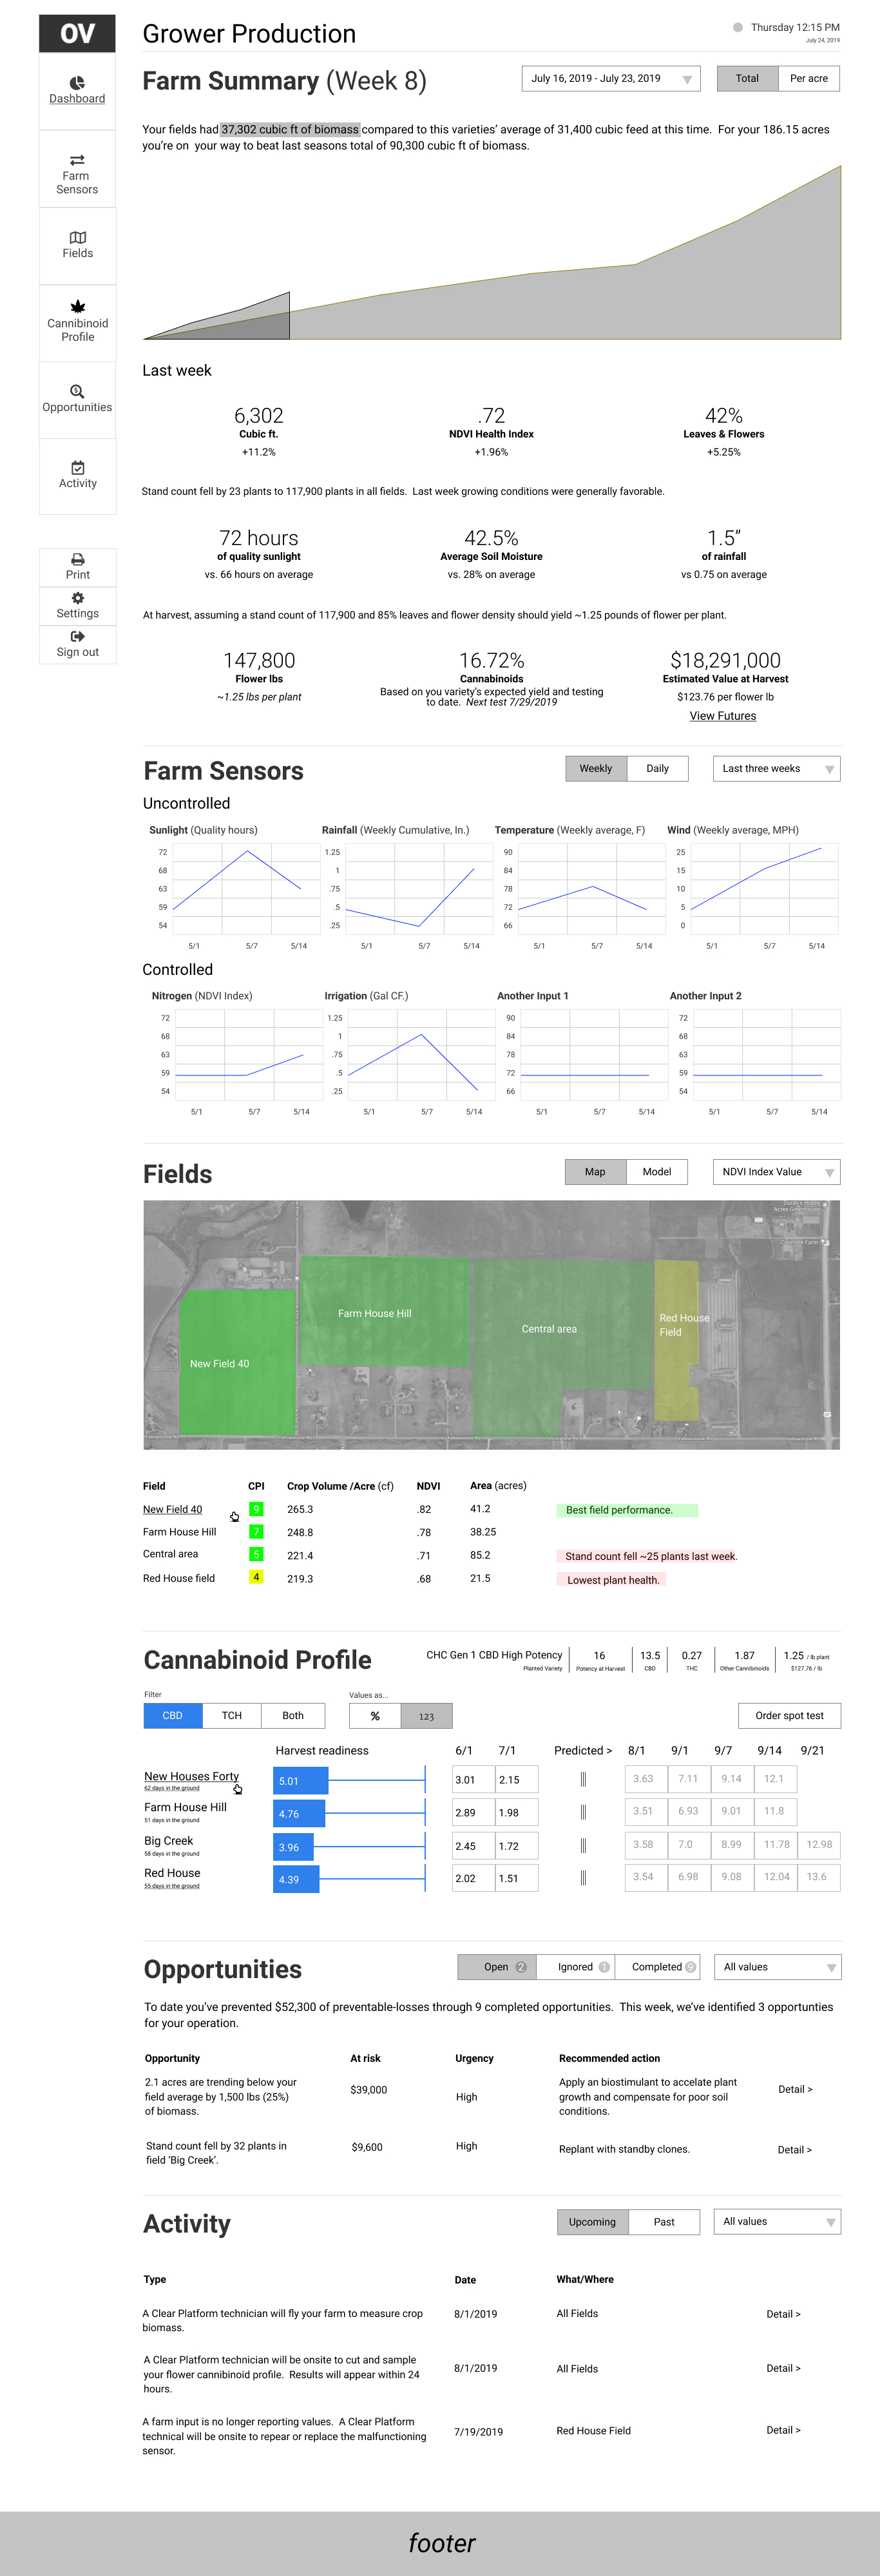 OV
Dashboard
Farm
Sensors
Fields
Cannibinoid
Profile
Opportunities
Activity
Print
Settings
Sign out
Grower Production
Thursday 12:15 PM
July 24, 2019
Farm Summary (Week 8)
July 16, 2019 - July 23, 2019
Total
Per acre
Your fields had 37,302 cubic ft of biomass compared to this varieties’ average of 31,400 cubic feed at this time. For your 186.15 acres
you’re on your way to beat last seasons total of 90,300 cubic ft of biomass.
Last week
6,302
Cubic ft.
+11.2%
.72
NDVI Health Index
+1.96%
42%
Leaves & Flowers
+5.25%
Stand count fell by 23 plants to 117,900 plants in all fields. Last week growing conditions were generally favorable.
72 hours
of quality sunlight
vs. 66 hours on average
42.5%
Average Soil Moisture
vs. 28% on average
1.5”
of rainfall
vs 0.75 on average
At harvest, assuming a stand count of 117,900 and 85% leaves and flower density should yield ~1.25 pounds of flower per plant.
147,800
Flower lbs
~1.25 lbs per plant
16.72%
Cannabinoids
Based on you variety’s expected yield and testing
to date. Next test 7/29/2019
$18,291,000
Estimated Value at Harvest
$123.76 per flower lb
View Futures
Farm Sensors
Weekly
Daily
Last three weeks
Uncontrolled
Sunlight (Quality hours)
72
68
63
59
54
5/1 5/7 5/14
Rainfall (Weekly Cumulative, In.)
1.25
1
.75
.5
.25
5/1 5/7 5/14
Temperature (Weekly average, F)
90
84
78
72
66
5/1 5/7 5/14
Wind (Weekly average, MPH)
25
15
10
5
0
5/1 5/7 5/14
Controlled
Nitrogen (NDVI Index)
72
68
63
59
54
5/1 5/7 5/14
Irrigation (Gal CF.)
1.25
1
.75
.5
.25
5/1 5/7 5/14
Another Input 1
90
84
78
72
66
5/1 5/7 5/14
Another Input 2
72
68
63
59
54
5/1 5/7 5/14
Fields
Map
Model
NDVI Index Value
Acres Greenhouse
Farm House Hill
Central area
Red House
Field
New Field 40
Field CPI Crop Volume /Acre (cf) NDVI Area (acres)
New Field 40 9 265.3 .82 41.2 Best field performance.
Farm House Hill 7 248.8 .78 38.25
Central area 5 221.4 .71 85.2 Stand count fell ~25 plants last week.
Red House field 4 219.3 .68 21.5 Lowest plant health.
Cannabinoid Profile
CHC Gen 1 CBD High Potency
Planted Variety
16
Potency at Harvest
13.5
CBD
0.27
THC
1.87
Other Cannibinoids
1.25 / lb plant
$127.76 / lb
Filter
CBD
TCH
Both
Values as...
%
123
Order spot test
Harvest readiness 6/1 7/1 Predicted > 8/1 9/1 9/7 9/14 9/21
New Houses Forty
62 days in the ground
5.01 3.01 2.15 3.63 7.11 9.14 12.1
Farm House Hill
51 days in the ground
4.76 2.89 1.98 3.51 6.93 9.01 11.8
Big Creek
58 days in the ground
3.96 2.45 1.72 3.58 7.0 8.99 11.78 12.98
Red House
55 days in the ground
4.39 2.02 1.51 3.54 6.98 9.08 12.04 13.6
Opportunities
Open 2
Ignored 1
Completed 9
All values
To date you’ve prevented $52,300 of preventable-losses through 9 completed opportunities. This week, we’ve identified 3 opportunties
for your operation.
Opportunity At risk Urgency Recommended action
2.1 acres are trending below your
field average by 1,500 lbs (25%)
of biomass.
$39,000
High
Apply an biostimulant to accelate plant
growth and compensate for poor soil
conditions.
Detail >
Stand count fell by 32 plants in
field ‘Big Creek’.
$9,600
High
Replant with standby clones.
Detail >
Activity
Upcoming
Past
All values
Type Date What/Where
A Clear Platform technician will fly your farm to measure crop
biomass.
8/1/2019
All Fields
Detail >
A Clear Platform technician will be onsite to cut and sample
your flower cannibinoid profile. Results will appear within 24
hours.
8/1/2019
All Fields
Detail >
A farm input is no longer reporting values. A Clear Platform
technical will be onsite to repear or replace the malfunctioning
sensor.
7/19/2019
Red House Field
Detail >
footer